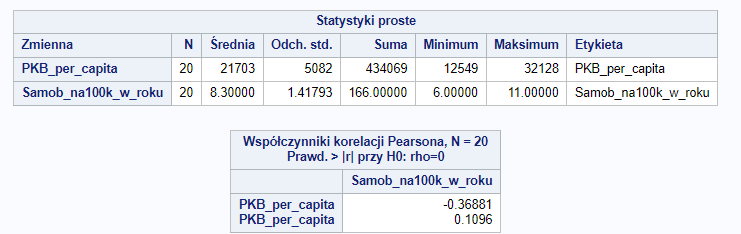 Statystyki proste
Zmienna N Średnia Odch. std. Suma Minimum Maksimum Etykieta
PKB_per_capita 20 21703 5082 434069 12549 32128 PKB_per_capita
Samob_na100k_w_roku 20 8.30000 1.41793 166.00000 6.00000 11.00000 Samob_na100k_w_roku
Współczynniki korelacji Pearsona, N = 20
Prawd. > |r| przy H0: rho=0
Samob_na100k_w_roku
PKB_per_capita -0.36881
PKB_per_capita 0.1096